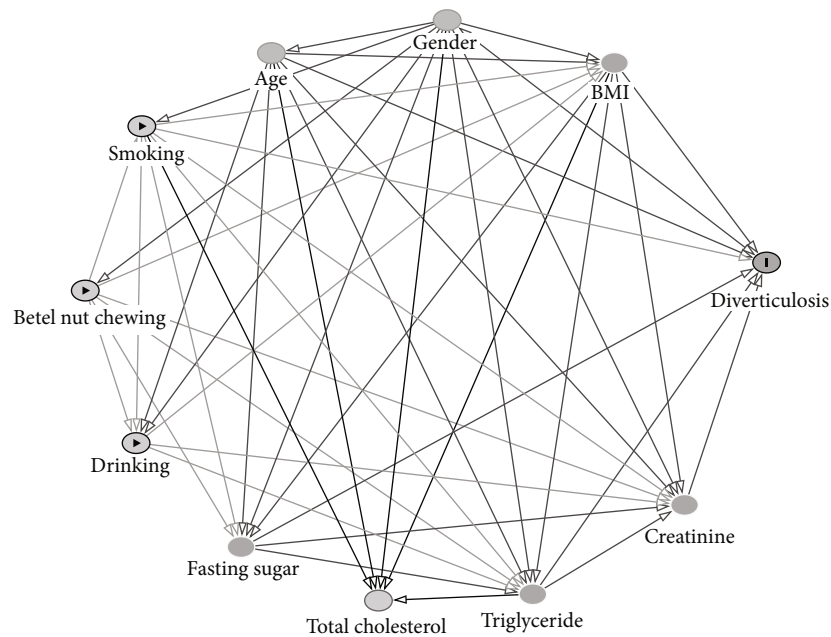 Gender
Age
BMI
Smoking
Betel nut chewing
Diverticulosis
Drinking
Creatinine
Fasting sugar
Triglyceride
Total cholesterol